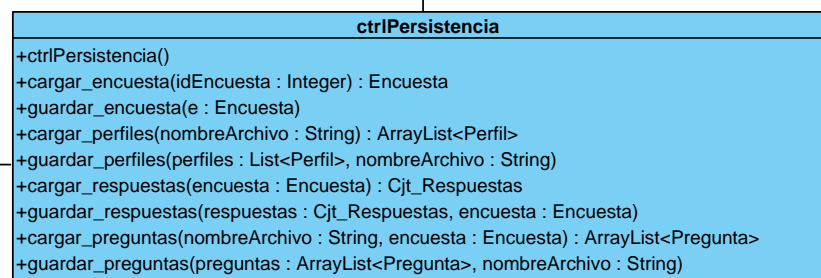 ctrlPersistencia
+ctrlPersistencia()
+cargar_encuesta(idEncuesta : Integer) : Encuesta
+guardar_encuesta(e : Encuesta)
+cargar_perfiles(nombreArchivo : String) : ArrayList<Perfil>
+guardar_perfiles(perfiles : List<Perfil>, nombreArchivo : String)
+cargar_respuestas(encuesta : Encuesta) : Cjt_Respuestas
+guardar_respuestas(respuestas : Cjt_Respuestas, encuesta : Encuesta)
+cargar_preguntas(nombreArchivo : String, encuesta : Encuesta) : ArrayList<Pregunta>
+guardar_preguntas(preguntas : ArrayList<Pregunta>, nombreArchivo : String)